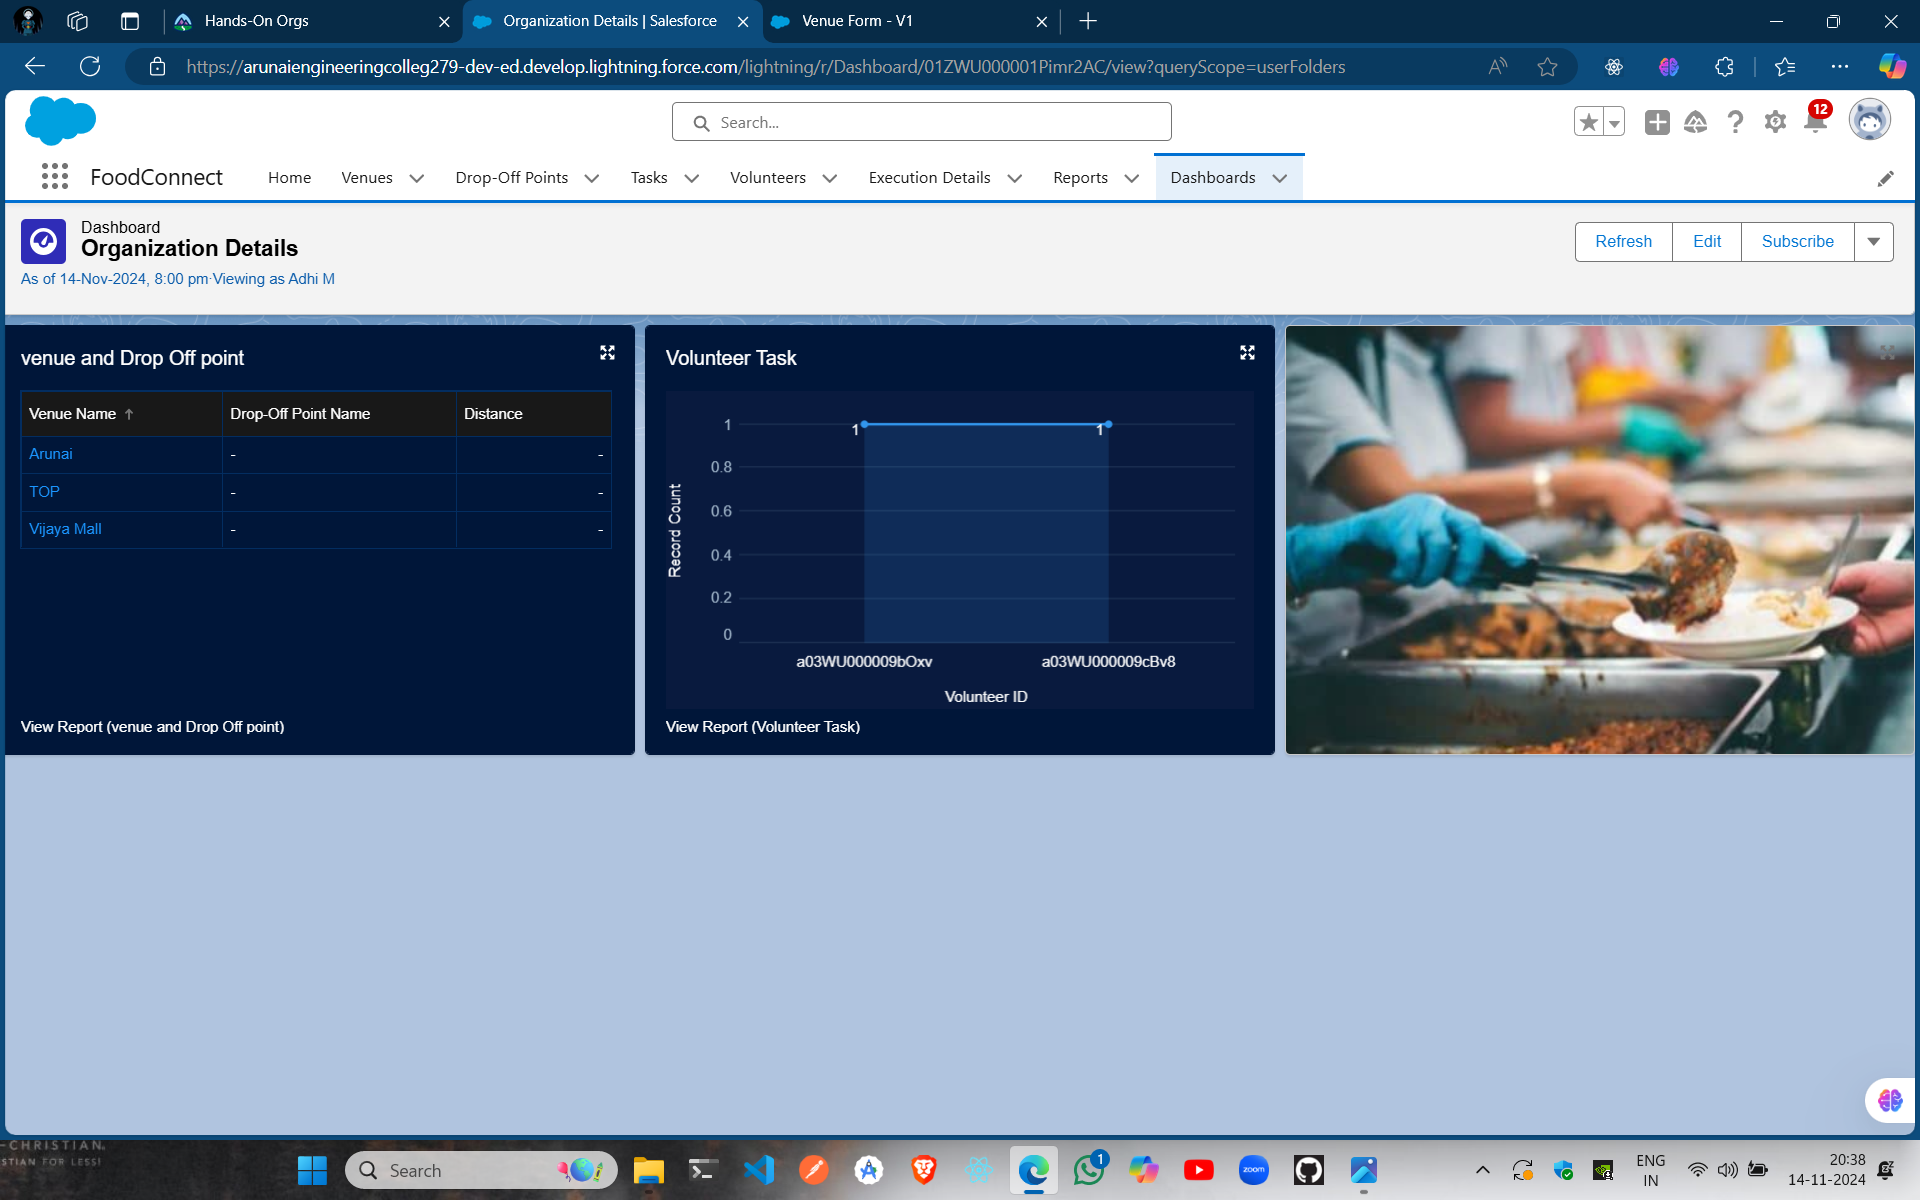 Hands-On Orgs
Organization Details | Salesforce
Venue Form - V1
https://arunaiengineeringcolleg279-dev-ed.develop.lightning.force.com/lightning/r/Dashboard/01ZWU000001Pimr2AC/view?queryScope=userFolders
Search...
12
FoodConnect
Home
Venues
Drop-Off Points
Tasks
Volunteers
Execution Details
Reports
Dashboards
Dashboard
Organization Details
As of 14-Nov-2024, 8:00 pm·Viewing as Adhi M
Refresh
Edit
Subscribe
venue and Drop Off point
Venue Name ↑ Drop-Off Point Name Distance
Arunai - -
TOP - -
Vijaya Mall - -
View Report (venue and Drop Off point)
Volunteer Task
Record Count
1
0.8
0.6
0.4
0.2
0
1 1
a03WU000009bOxv a03WU000009cBv8
Volunteer ID
View Report (Volunteer Task)
-CHRISTIAN
STIAN FOR LESS!
Search
zoom
1
ENG
IN
20:38
14-11-2024